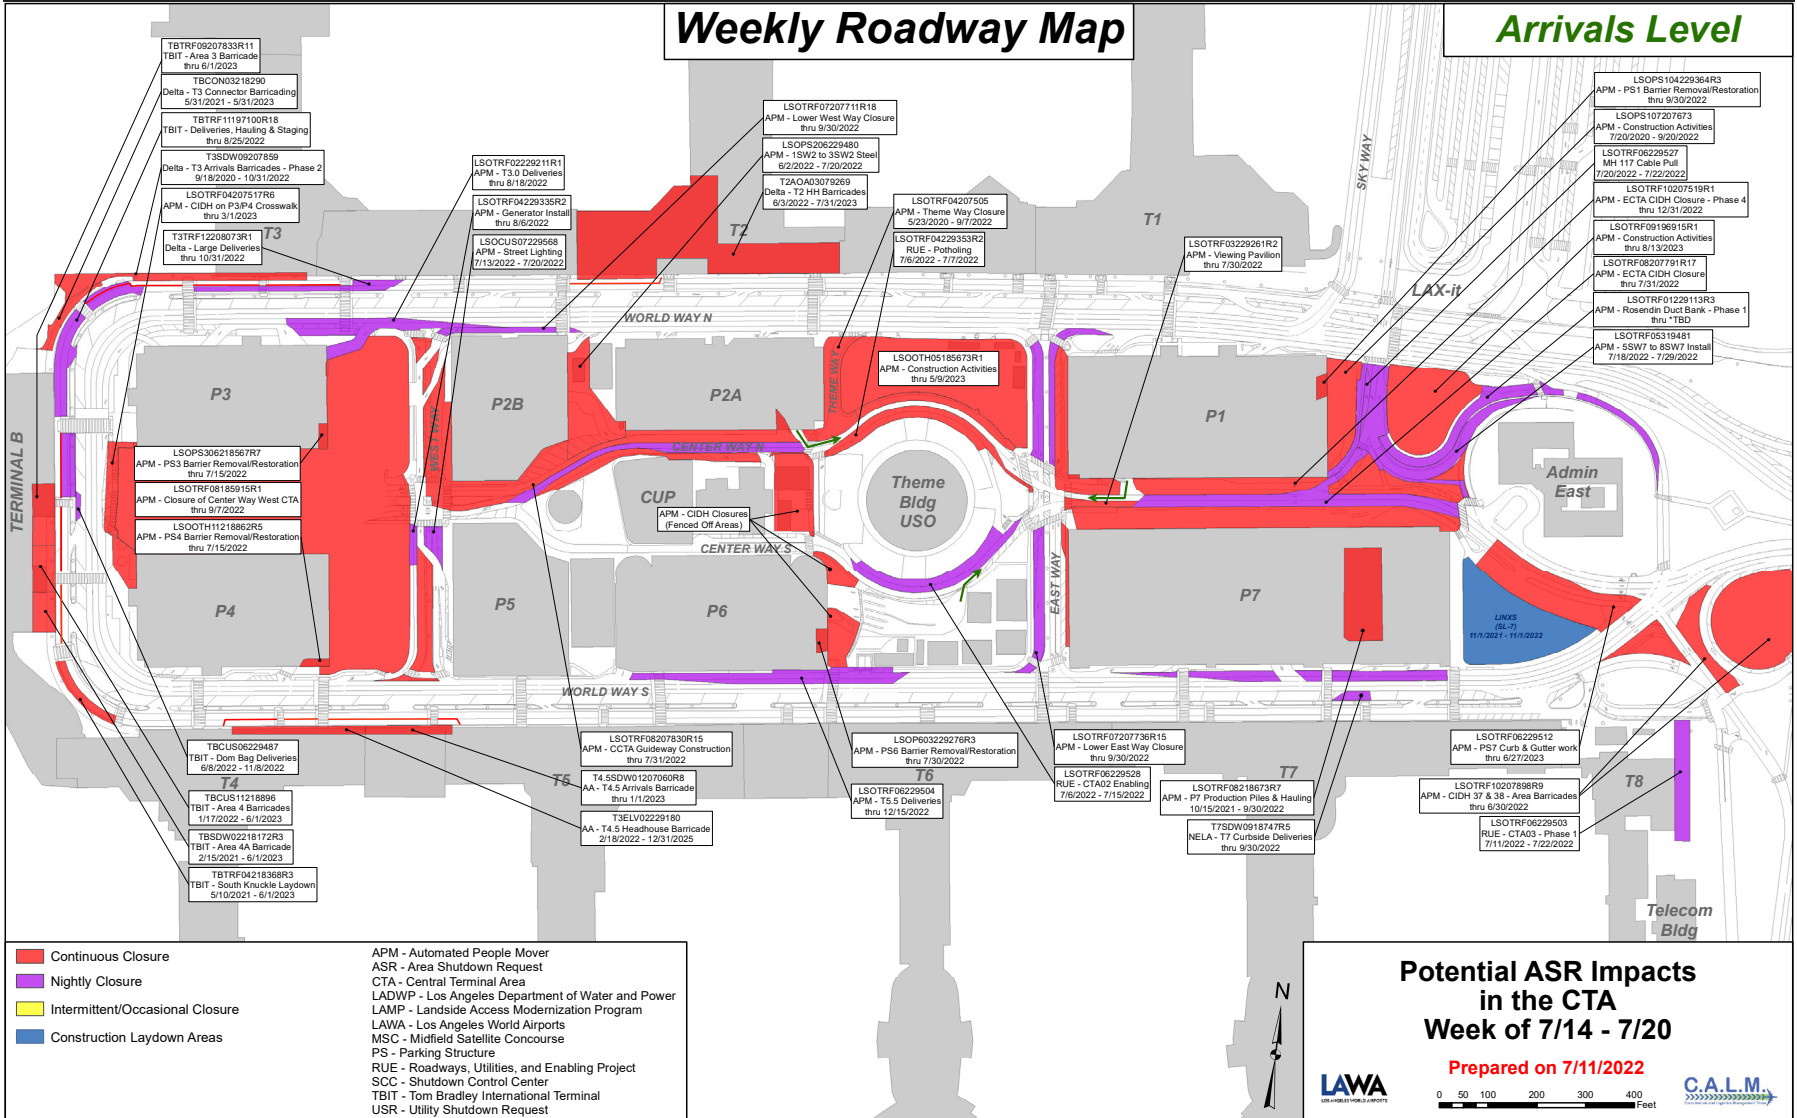 Weekly Roadway Map
Arrivals Level
TBTRF09207833R11
TBIT - Area 3 Barricade
thru 6/1/2023
TBCON03218290
Delta - T3 Connector Barricading
5/31/2021 - 5/31/2023
TBTRF11197100R18
TBIT - Deliveries, Hauling & Staging
thru 8/25/2022
T3SDW09207859
Delta - T3 Arrivals Barricades - Phase 2
9/18/2020 - 10/31/2022
LSOTRF04207517R6
APM - CIDH on P3/P4 Crosswalk
thru 3/1/2023
T3TRF12208073R1
Delta - Large Deliveries
thru 10/31/2022
LSOTRF02229211R1
APM - T3.0 Deliveries
thru 8/18/2022
LSOTRF04229335R2
APM - Generator Install
thru 8/6/2022
LSOCUS07229568
APM - Street Lighting
7/13/2022 - 7/20/2022
LSOTRF07207711R18
APM - Lower West Way Closure
thru 9/30/2022
LSOPS206229480
APM - 1SW2 to 3SW2 Steel
6/2/2022 - 7/20/2022
T2AOA03079269
Delta - T2 HH Barricades
6/3/2022 - 7/31/2023
LSOTRF04207505
APM - Theme Way Closure
5/23/2020 - 9/7/2022
LSOTRF04229353R2
RUE - Potholing
7/6/2022 - 7/7/2022
LSOTRF03229261R2
APM - Viewing Pavilion
thru 7/30/2022
LSOPS104229364R3
APM - PS1 Barrier Removal/Restoration
thru 9/30/2022
LSOPS107207673
APM - Construction Activities
7/20/2020 - 9/20/2022
LSOTRF06229527
MH 117 Cable Pull
7/20/2022 - 7/22/2022
LSOTRF10207519R1
APM - ECTA CIDH Closure - Phase 4
thru 12/31/2022
LSOTRF09196915R1
APM - Construction Activities
thru 8/13/2023
LSOTRF08207791R17
APM - ECTA CIDH Closure
thru 7/31/2022
LSOTRF01229113R3
APM - Rosendin Duct Bank - Phase 1
thru *TBD
LSOTRF05319481
APM - 5SW7 to 8SW7 Install
7/18/2022 - 7/29/2022
T3
T2
T1
SKY WAY
LAX-it
WORLD WAY N
LSOOTH05185673R1
APM - Construction Activities
thru 5/9/2023
THEME WAY
P3
P2B
P2A
P1
WEST WAY
CENTER WAY N
TERMINAL B
LSOPS306218567R7
APM - PS3 Barrier Removal/Restoration
thru 7/15/2022
LSOTRF08185915R1
APM - Closure of Center Way West CTA
thru 9/7/2022
LSOOTH11218862R5
APM - PS4 Barrier Removal/Restoration
thru 7/15/2022
CUP
APM - CIDH Closures
(Fenced Off Areas)
CENTER WAY S
Theme
Bldg
USO
Admin
East
EAST WAY
P4
P5
P6
P7
LINXS
(SL-7)
11/1/2021 - 11/1/2022
WORLD WAY S
TBCUS06229487
TBIT - Dom Bag Deliveries
6/8/2022 - 11/8/2022
T4
TBCUS11218896
TBIT - Area 4 Barricades
1/17/2022 - 6/1/2023
TBSDW02218172R3
TBIT - Area 4A Barricade
2/15/2021 - 6/1/2023
TBTRF04218368R3
TBIT - South Knuckle Laydown
5/10/2021 - 6/1/2023
T5
LSOTRF08207830R15
APM - CCTA Guideway Construction
thru 7/31/2022
T4.5SDW01207060R8
AA - T4.5 Arrivals Barricade
thru 1/1/2023
T3ELV02229180
AA - T4.5 Headhouse Barricade
2/18/2022 - 12/31/2025
LSOP603229276R3
APM - PS6 Barrier Removal/Restoration
thru 7/30/2022
T6
LSOTRF06229504
APM - T5.5 Deliveries
thru 12/15/2022
LSOTRF07207736R15
APM - Lower East Way Closure
thru 9/30/2022
LSOTRF06229528
RUE - CTA02 Enabling
7/6/2022 - 7/15/2022
T7
LSOTRF08218673R7
APM - P7 Production Piles & Hauling
10/15/2021 - 9/30/2022
T7SDW0918747R5
NELA - T7 Curbside Deliveries
thru 9/30/2022
LSOTRF06229512
APM - PS7 Curb & Gutter work
thru 6/27/2023
LSOTRF10207898R9
APM - CIDH 37 & 38 - Area Barricades
thru 6/30/2022
LSOTRF06229503
RUE - CTA03 - Phase 1
7/11/2022 - 7/22/2022
T8
Telecom
Bldg
Continuous Closure
Nightly Closure
Intermittent/Occasional Closure
Construction Laydown Areas
APM - Automated People Mover
ASR - Area Shutdown Request
CTA - Central Terminal Area
LADWP - Los Angeles Department of Water and Power
LAMP - Landside Access Modernization Program
LAWA - Los Angeles World Airports
MSC - Midfield Satellite Concourse
PS - Parking Structure
RUE - Roadways, Utilities, and Enabling Project
SCC - Shutdown Control Center
TBIT - Tom Bradley International Terminal
USR - Utility Shutdown Request
N
Potential ASR Impacts
in the CTA
Week of 7/14 - 7/20
Prepared on 7/11/2022
LAWA
LOS ANGELES WORLD AIRPORTS
0 50 100 200 300 400
Feet
C.A.L.M.